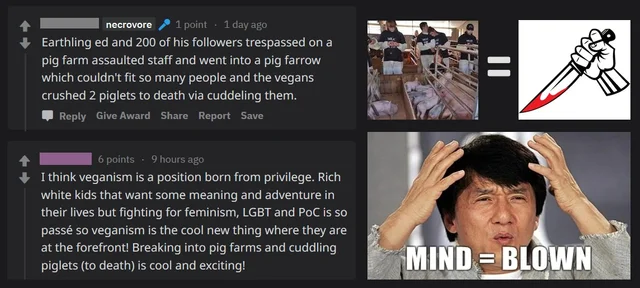 necrovore 1 point · 1 day ago
Earthling ed and 200 of his followers trespassed on a
pig farm assaulted staff and went into a pig farrow
which couldn't fit so many people and the vegans
crushed 2 piglets to death via cuddeling them.
Reply Give Award Share Report Save
6 points · 9 hours ago
I think veganism is a position born from privilege. Rich
white kids that want some meaning and adventure in
their lives but fighting for feminism, LGBT and PoC is so
passé so veganism is the cool new thing where they are
at the forefront! Breaking into pig farms and cuddling
piglets (to death) is cool and exciting!
=
MIND = BLOWN